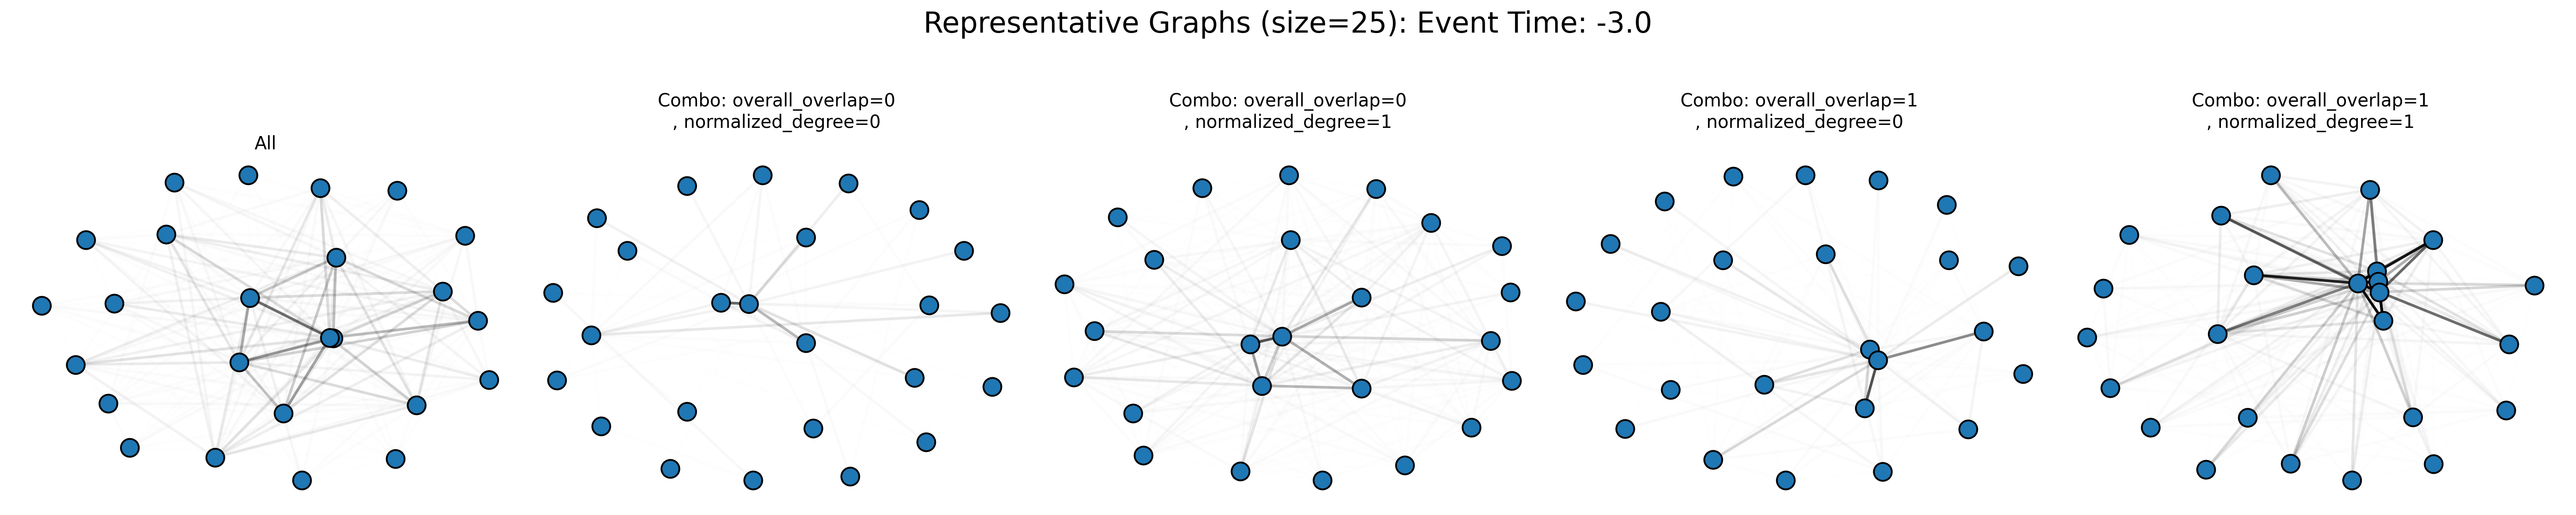 Representative Graphs (size=25): Event Time: -3.0
All
Combo: overall_overlap=0
, normalized_degree=0
Combo: overall_overlap=0
, normalized_degree=1
Combo: overall_overlap=1
, normalized_degree=0
Combo: overall_overlap=1
, normalized_degree=1